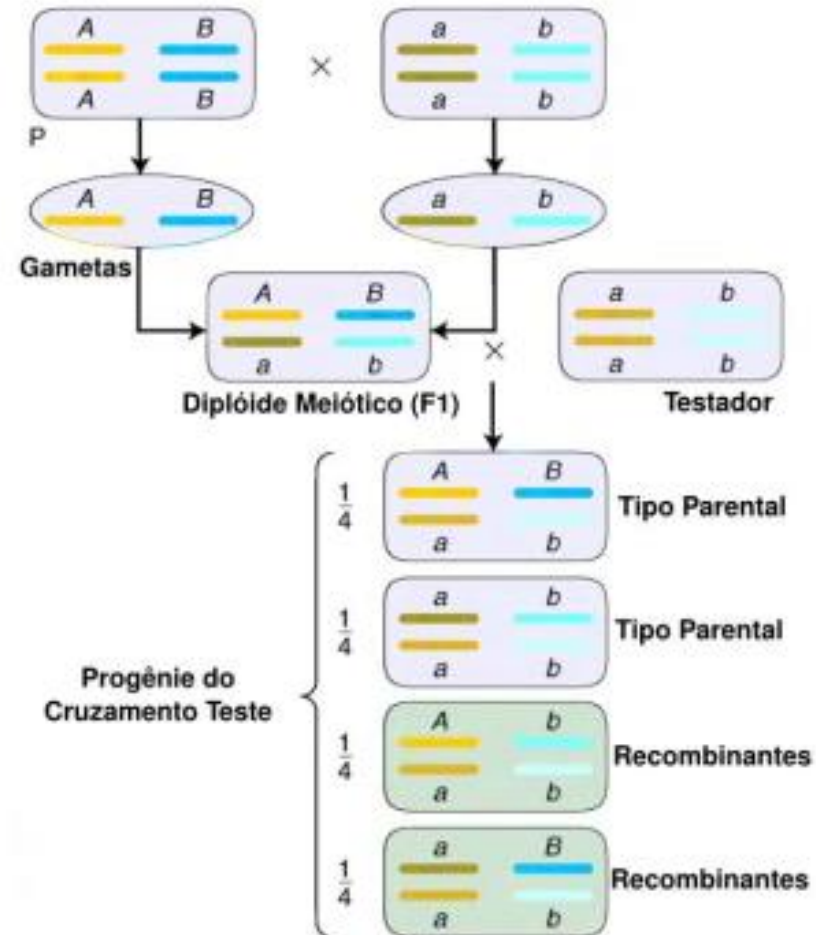 A B a b
×
A B a b
P
A B a b
Gametas
A B a b
×
a b a b
Diplóide Meiótico (F1) Testador
A B
1/4 Tipo Parental
a b
a b
1/4 Tipo Parental
a b
Progênie do
Cruzamento Teste
A b
1/4 Recombinantes
a b
a B
1/4 Recombinantes
a b